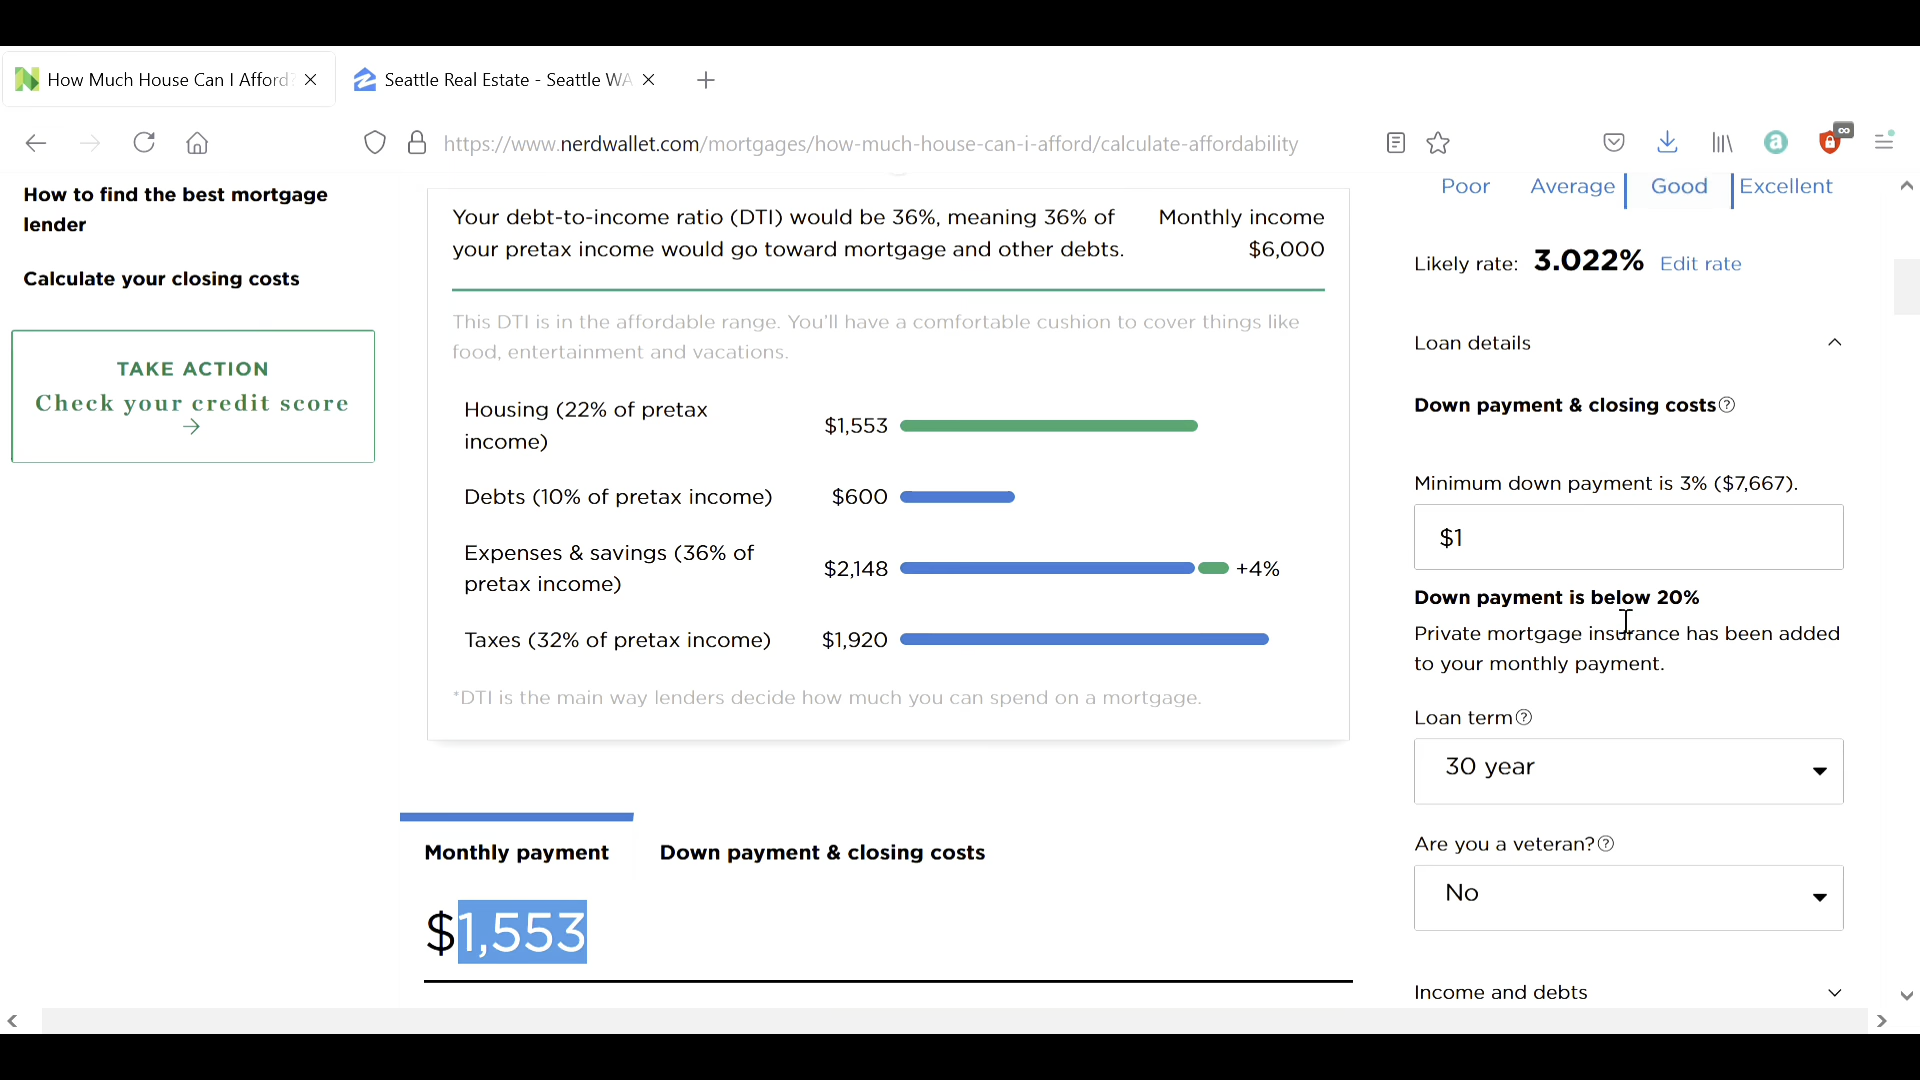 How Much House Can I Afford?
Seattle Real Estate - Seattle WA
https://www.nerdwallet.com/mortgages/how-much-house-can-i-afford/calculate-affordability
How to find the best mortgage
lender
Calculate your closing costs
TAKE ACTION
Check your credit score
→
Your debt-to-income ratio (DTI) would be 36%, meaning 36% of
your pretax income would go toward mortgage and other debts.
Monthly income
$6,000
This DTI is in the affordable range. You'll have a comfortable cushion to cover things like
food, entertainment and vacations.
Housing (22% of pretax
income)
$1,553
Debts (10% of pretax income)
$600
Expenses & savings (36% of
pretax income)
$2,148
+4%
Taxes (32% of pretax income)
$1,920
*DTI is the main way lenders decide how much you can spend on a mortgage.
Monthly payment
Down payment & closing costs
$1,553
Poor
Average
Good
Excellent
Likely rate: 3.022% Edit rate
Loan details
Down payment & closing costs
Minimum down payment is 3% ($7,667).
$1
Down payment is below 20%
Private mortgage insurance has been added
to your monthly payment.
Loan term
30 year
Are you a veteran?
No
Income and debts